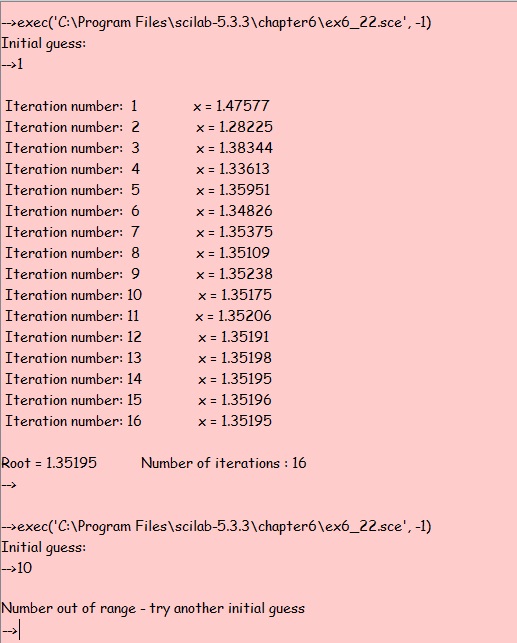 -->exec('C:\Program Files\scilab-5.3.3\chapter6\ex6_22.sce', -1)
Initial guess:
-->1
Iteration number: 1 x = 1.47577
Iteration number: 2 x = 1.28225
Iteration number: 3 x = 1.38344
Iteration number: 4 x = 1.33613
Iteration number: 5 x = 1.35951
Iteration number: 6 x = 1.34826
Iteration number: 7 x = 1.35375
Iteration number: 8 x = 1.35109
Iteration number: 9 x = 1.35238
Iteration number: 10 x = 1.35175
Iteration number: 11 x = 1.35206
Iteration number: 12 x = 1.35191
Iteration number: 13 x = 1.35198
Iteration number: 14 x = 1.35195
Iteration number: 15 x = 1.35196
Iteration number: 16 x = 1.35195
Root = 1.35195 Number of iterations : 16
-->
-->exec('C:\Program Files\scilab-5.3.3\chapter6\ex6_22.sce', -1)
Initial guess:
-->10
Number out of range - try another initial guess
-->